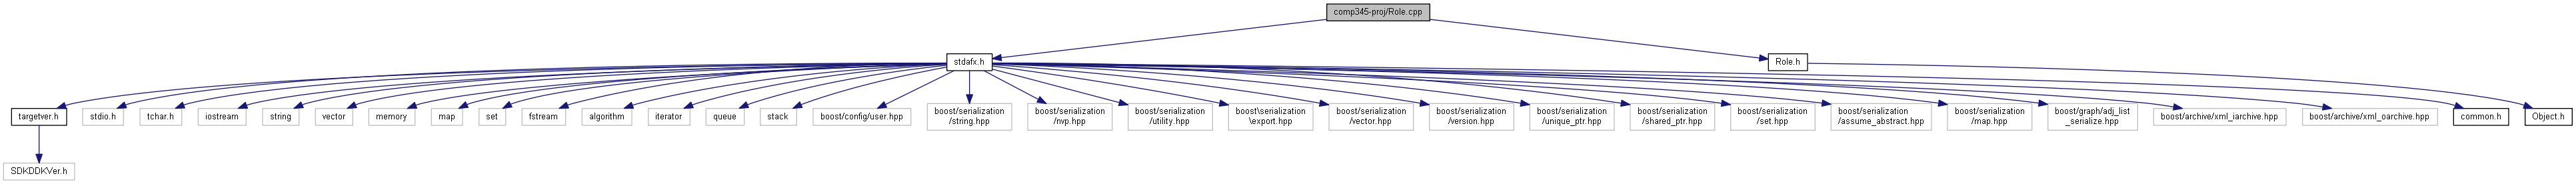 comp345-proj/Role.cpp
stdafx.h
Role.h
targetver.h
stdio.h
tchar.h
iostream
string
vector
memory
map
set
fstream
algorithm
iterator
queue
stack
boost/config/user.hpp
boost/serialization
/string.hpp
boost/serialization
/nvp.hpp
boost/serialization
/utility.hpp
boost\serialization
\export.hpp
boost/serialization
/vector.hpp
boost/serialization
/version.hpp
boost/serialization
/unique_ptr.hpp
boost/serialization
/shared_ptr.hpp
boost/serialization
/set.hpp
boost/serialization
/assume_abstract.hpp
boost/serialization
/map.hpp
boost/graph/adj_list
_serialize.hpp
boost/archive/xml_iarchive.hpp
boost/archive/xml_oarchive.hpp
common.h
Object.h
SDKDDKVer.h